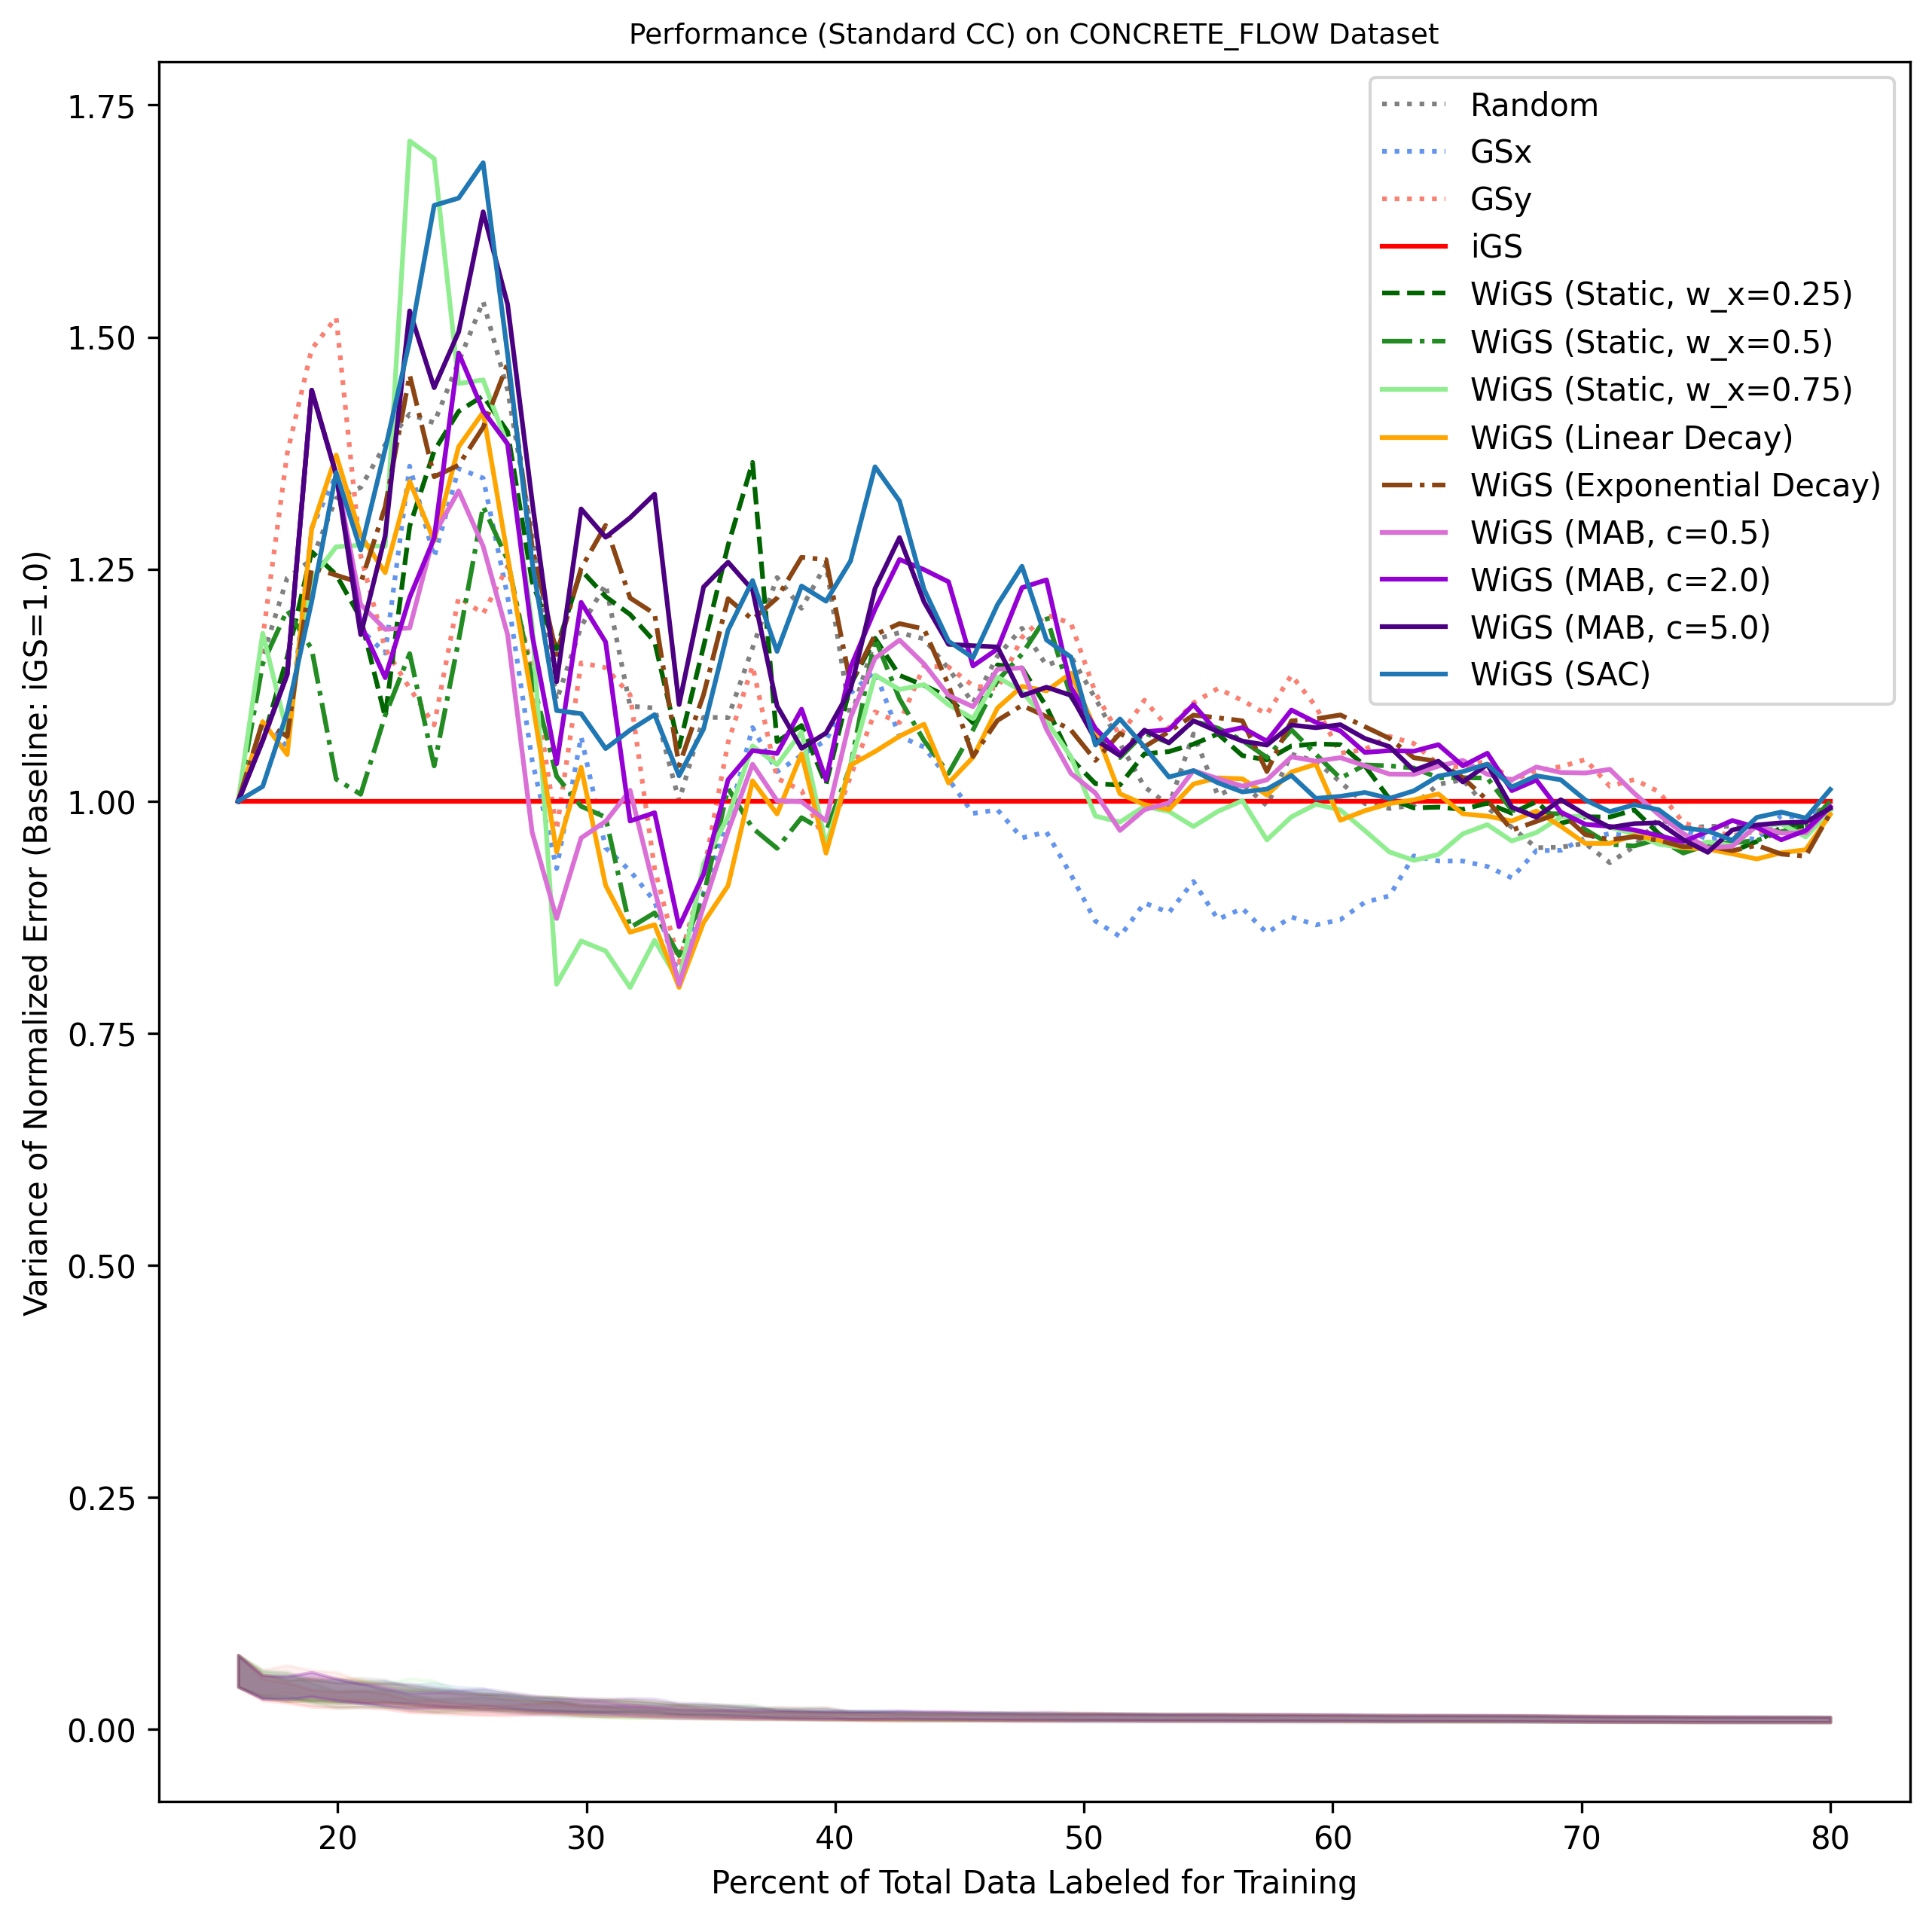 Performance (Standard CC) on CONCRETE_FLOW Dataset
Variance of Normalized Error (Baseline: iGS=1.0)
1.75
1.50
1.25
1.00
0.75
0.50
0.25
0.00
Random
GSx
GSy
iGS
WiGS (Static, w_x=0.25)
WiGS (Static, w_x=0.5)
WiGS (Static, w_x=0.75)
WiGS (Linear Decay)
WiGS (Exponential Decay)
WiGS (MAB, c=0.5)
WiGS (MAB, c=2.0)
WiGS (MAB, c=5.0)
WiGS (SAC)
20 30 40 50 60 70 80
Percent of Total Data Labeled for Training